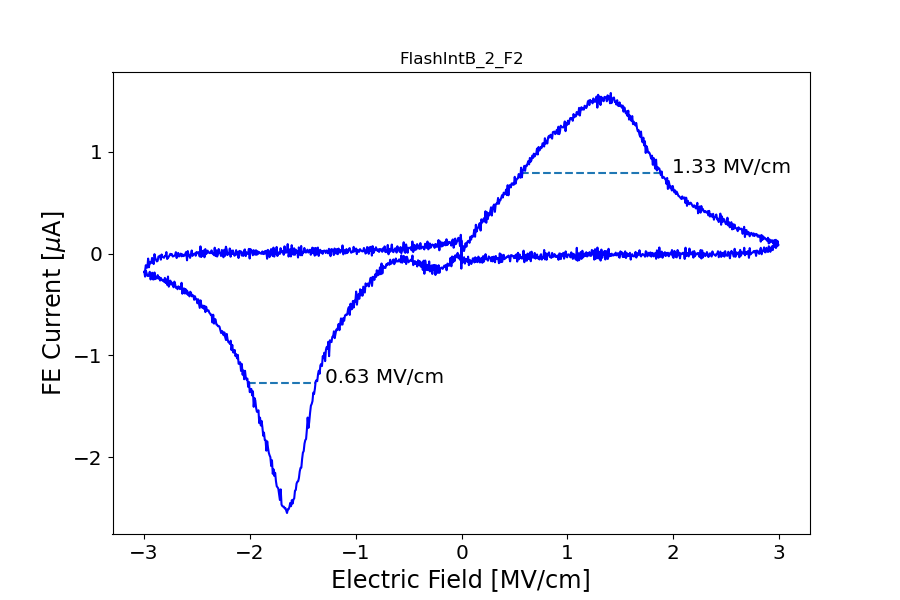 FlashIntB_2_F2
FE Current [μA]
1
0
−1
−2
1.33 MV/cm
0.63 MV/cm
−3 −2 −1 0 1 2 3
Electric Field [MV/cm]